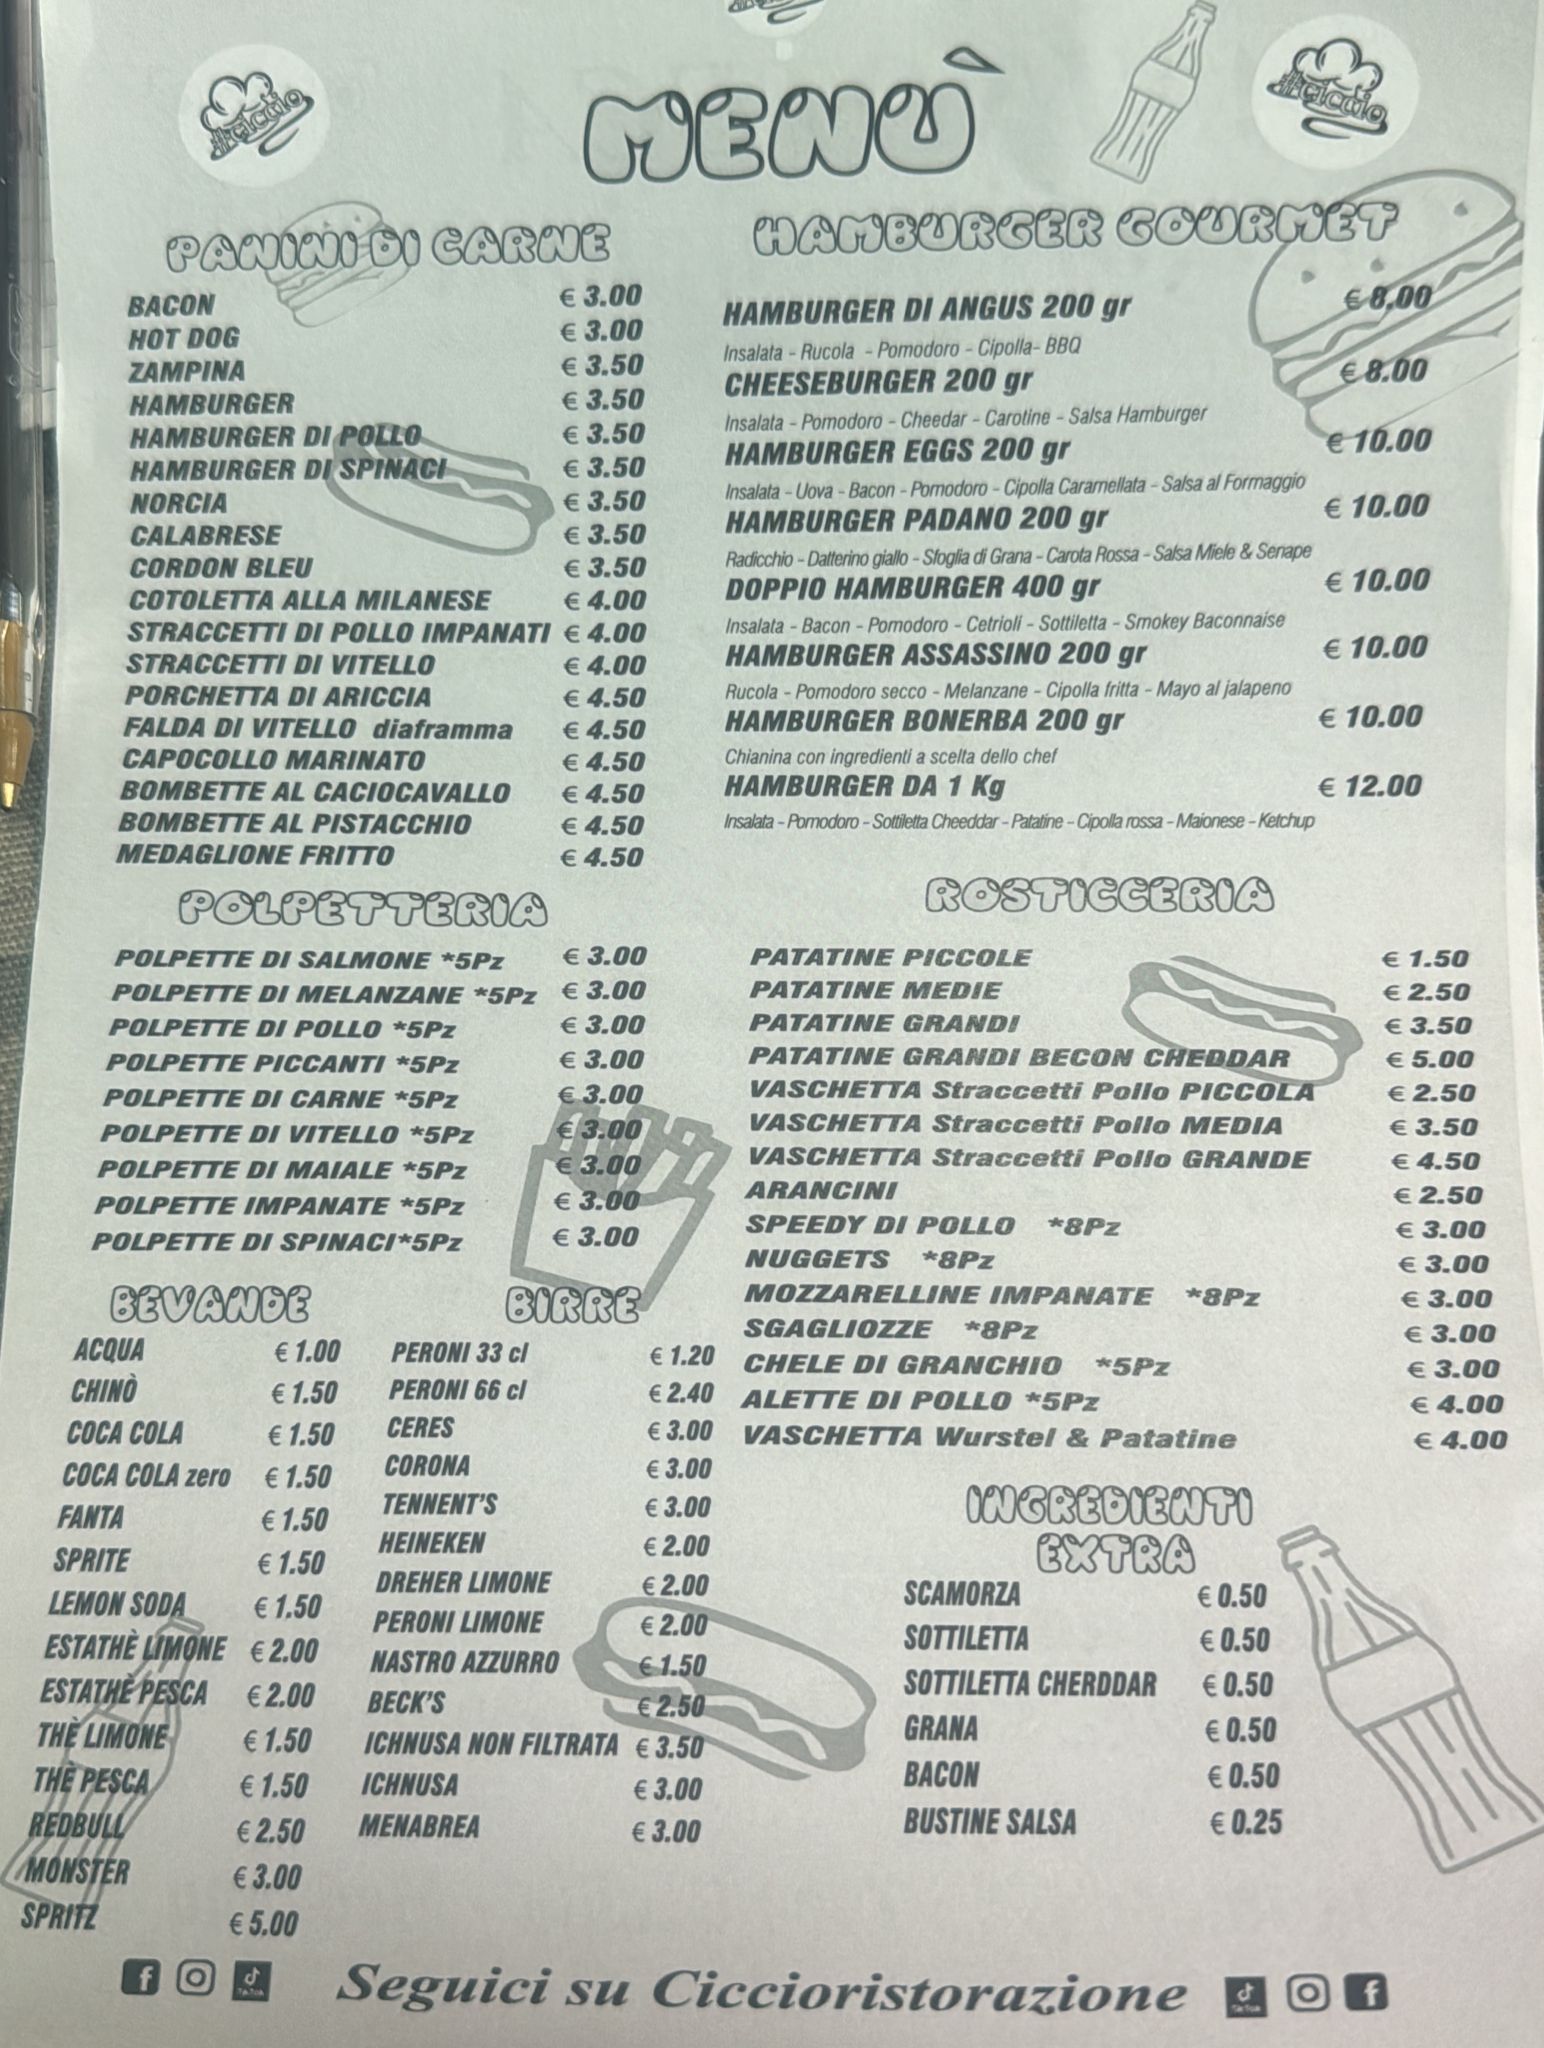 #ciccio
#ciccio
MENÙ
PANINI DI CARNE
BACON € 3.00
HOT DOG € 3.00
ZAMPINA € 3.50
HAMBURGER € 3.50
HAMBURGER DI POLLO € 3.50
HAMBURGER DI SPINACI € 3.50
NORCIA € 3.50
CALABRESE € 3.50
CORDON BLEU € 3.50
COTOLETTA ALLA MILANESE € 4.00
STRACCETTI DI POLLO IMPANATI € 4.00
STRACCETTI DI VITELLO € 4.00
PORCHETTA DI ARICCIA € 4.50
FALDA DI VITELLO diaframma € 4.50
CAPOCOLLO MARINATO € 4.50
BOMBETTE AL CACIOCAVALLO € 4.50
BOMBETTE AL PISTACCHIO € 4.50
MEDAGLIONE FRITTO € 4.50
HAMBURGER GOURMET
HAMBURGER DI ANGUS 200 gr € 8.00
Insalata - Rucola - Pomodoro - Cipolla- BBQ
CHEESEBURGER 200 gr € 8.00
Insalata - Pomodoro - Cheedar - Carotine - Salsa Hamburger
HAMBURGER EGGS 200 gr € 10.00
Insalata - Uova - Bacon - Pomodoro - Cipolla Caramellata - Salsa al Formaggio
HAMBURGER PADANO 200 gr € 10.00
Radicchio - Datterino giallo - Sfoglia di Grana - Carota Rossa - Salsa Miele & Senape
DOPPIO HAMBURGER 400 gr € 10.00
Insalata - Bacon - Pomodoro - Cetrioli - Sottiletta - Smokey Baconnaise
HAMBURGER ASSASSINO 200 gr € 10.00
Rucola - Pomodoro secco - Melanzane - Cipolla fritta - Mayo al jalapeno
HAMBURGER BONERBA 200 gr € 10.00
Chianina con ingredienti a scelta dello chef
HAMBURGER DA 1 Kg € 12.00
Insalata - Pomodoro - Sottiletta Cheeddar - Patatine - Cipolla rossa - Maionese - Ketchup
POLPETTERIA
POLPETTE DI SALMONE *5Pz € 3.00
POLPETTE DI MELANZANE *5Pz € 3.00
POLPETTE DI POLLO *5Pz € 3.00
POLPETTE PICCANTI *5Pz € 3.00
POLPETTE DI CARNE *5Pz € 3.00
POLPETTE DI VITELLO *5Pz € 3.00
POLPETTE DI MAIALE *5Pz € 3.00
POLPETTE IMPANATE *5Pz € 3.00
POLPETTE DI SPINACI*5Pz € 3.00
ROSTICCERIA
PATATINE PICCOLE € 1.50
PATATINE MEDIE € 2.50
PATATINE GRANDI € 3.50
PATATINE GRANDI BECON CHEDDAR € 5.00
VASCHETTA Straccetti Pollo PICCOLA € 2.50
VASCHETTA Straccetti Pollo MEDIA € 3.50
VASCHETTA Straccetti Pollo GRANDE € 4.50
ARANCINI € 2.50
SPEEDY DI POLLO *8Pz € 3.00
NUGGETS *8Pz € 3.00
MOZZARELLINE IMPANATE *8Pz € 3.00
SGAGLIOZZE *8Pz € 3.00
CHELE DI GRANCHIO *5Pz € 3.00
ALETTE DI POLLO *5Pz € 4.00
VASCHETTA Wurstel & Patatine € 4.00
BEVANDE
ACQUA € 1.00
CHINÒ € 1.50
COCA COLA € 1.50
COCA COLA zero € 1.50
FANTA € 1.50
SPRITE € 1.50
LEMON SODA € 1.50
ESTATHÈ LIMONE € 2.00
ESTATHÈ PESCA € 2.00
THÈ LIMONE € 1.50
THÈ PESCA € 1.50
REDBULL € 2.50
MONSTER € 3.00
SPRITZ € 5.00
BIRRE
PERONI 33 cl € 1.20
PERONI 66 cl € 2.40
CERES € 3.00
CORONA € 3.00
TENNENT'S € 3.00
HEINEKEN € 2.00
DREHER LIMONE € 2.00
PERONI LIMONE € 2.00
NASTRO AZZURRO € 1.50
BECK'S € 2.50
ICHNUSA NON FILTRATA € 3.50
ICHNUSA € 3.00
MENABREA € 3.00
INGREDIENTI
EXTRA
SCAMORZA € 0.50
SOTTILETTA € 0.50
SOTTILETTA CHERDDAR € 0.50
GRANA € 0.50
BACON € 0.50
BUSTINE SALSA € 0.25
TikTok Seguici su Ciccioristorazione TikTok